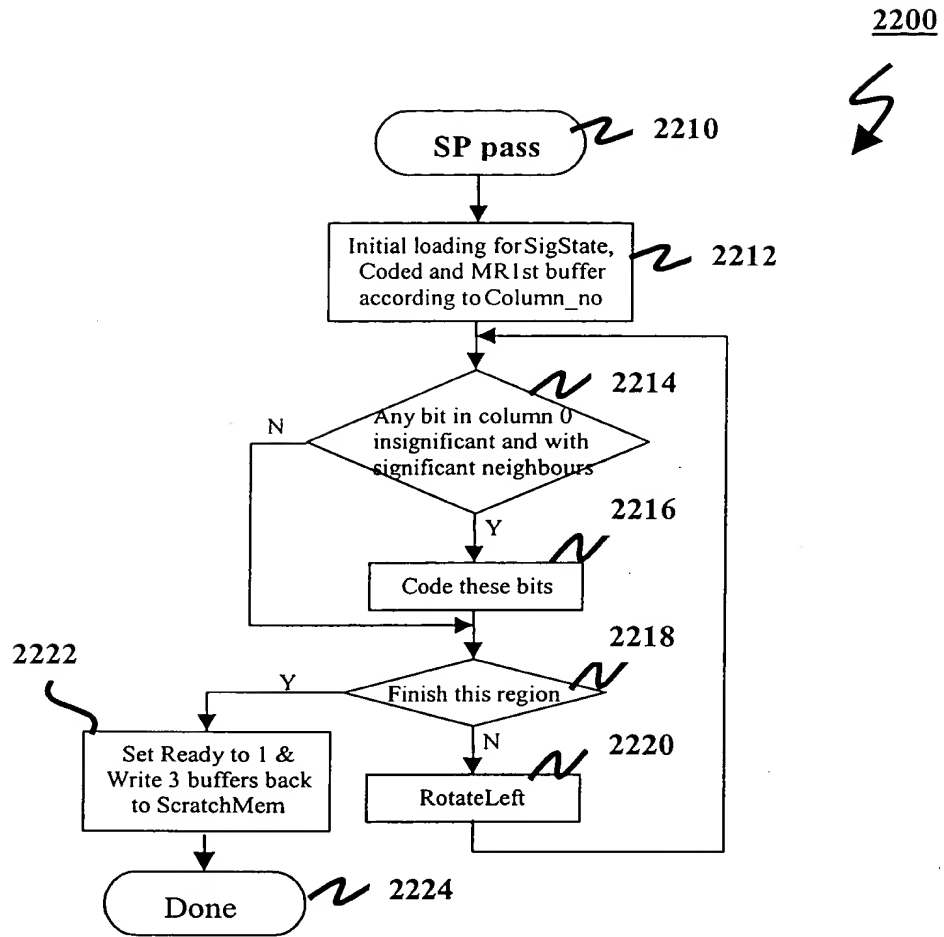 2200
SP pass
2210
Initial loading for SigState,
Coded and MR1st buffer
according to Column_no
2212
2214
N
Any bit in column 0
insignificant and with
significant neighbours
Y
2216
Code these bits
2218
2222
Y
Finish this region
N
2220
Set Ready to 1 &
Write 3 buffers back
to ScratchMem
RotateLeft
2224
Done